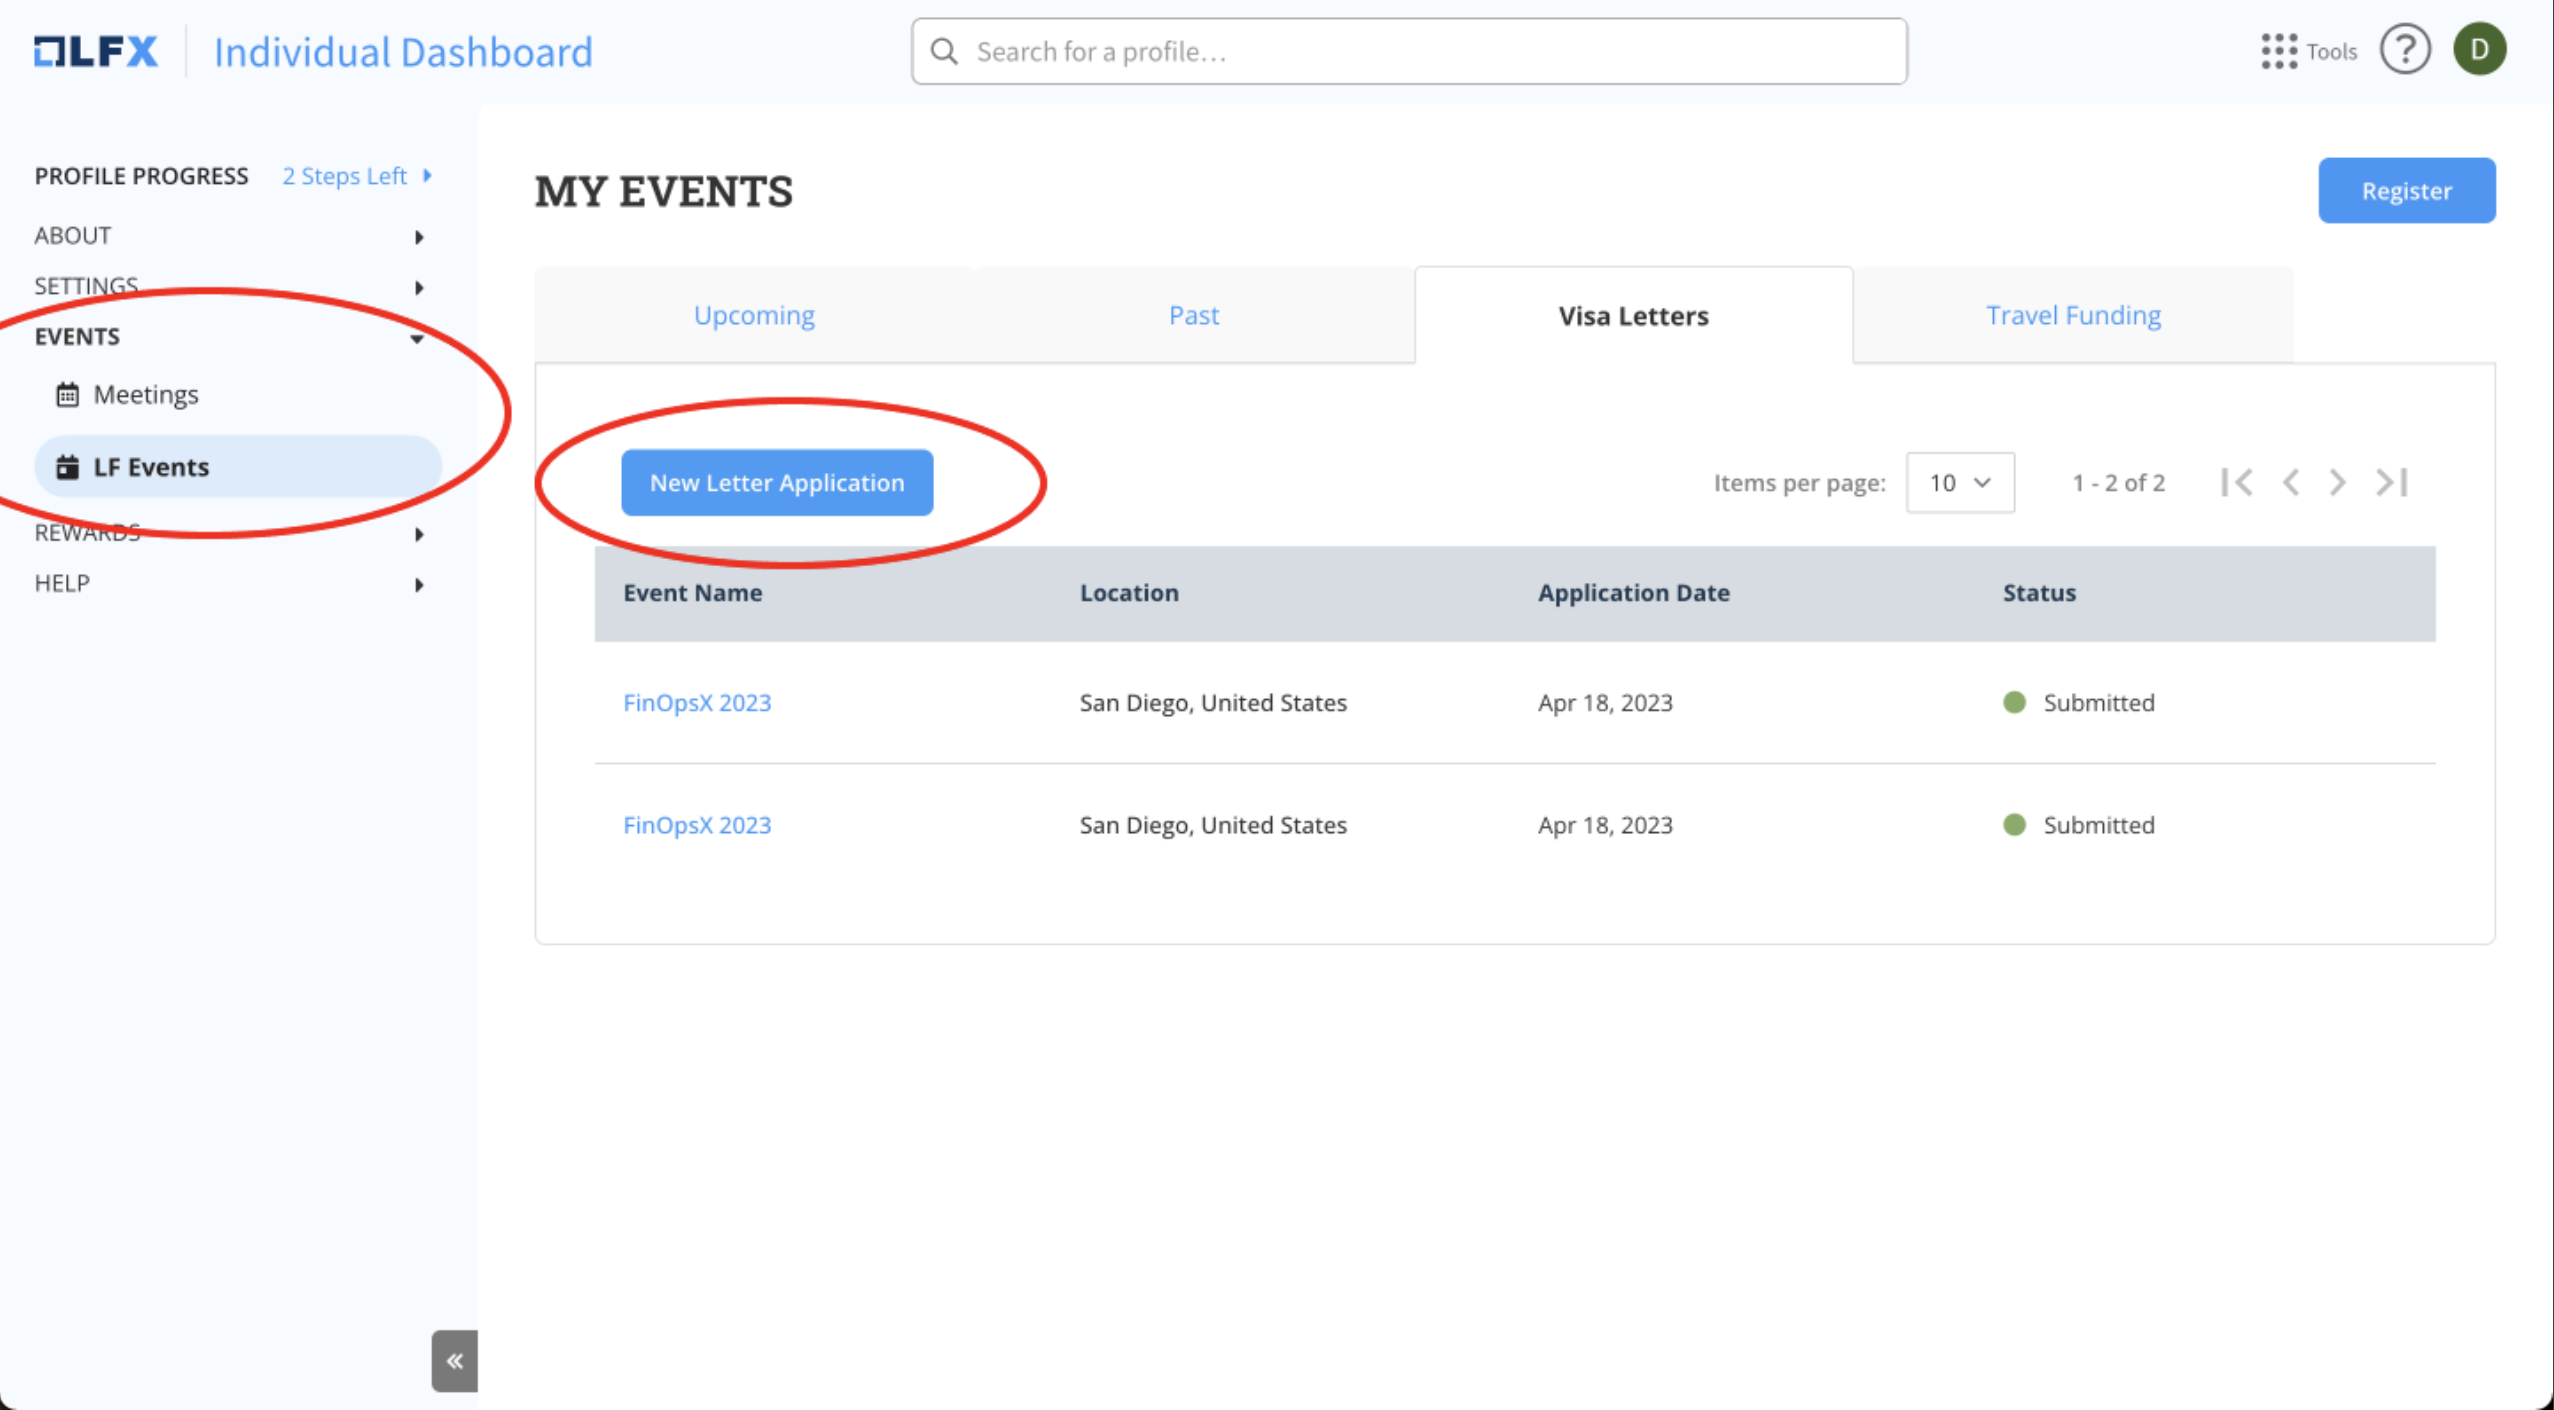 LFX Individual Dashboard
Search for a profile...
Tools ? D
PROFILE PROGRESS 2 Steps Left
ABOUT
SETTINGS
EVENTS
Meetings
LF Events
REWARDS
HELP
MY EVENTS
Register
Upcoming Past Visa Letters Travel Funding
New Letter Application
Items per page: 10 1 - 2 of 2
Event Name Location Application Date Status
FinOpsX 2023 San Diego, United States Apr 18, 2023 Submitted
FinOpsX 2023 San Diego, United States Apr 18, 2023 Submitted